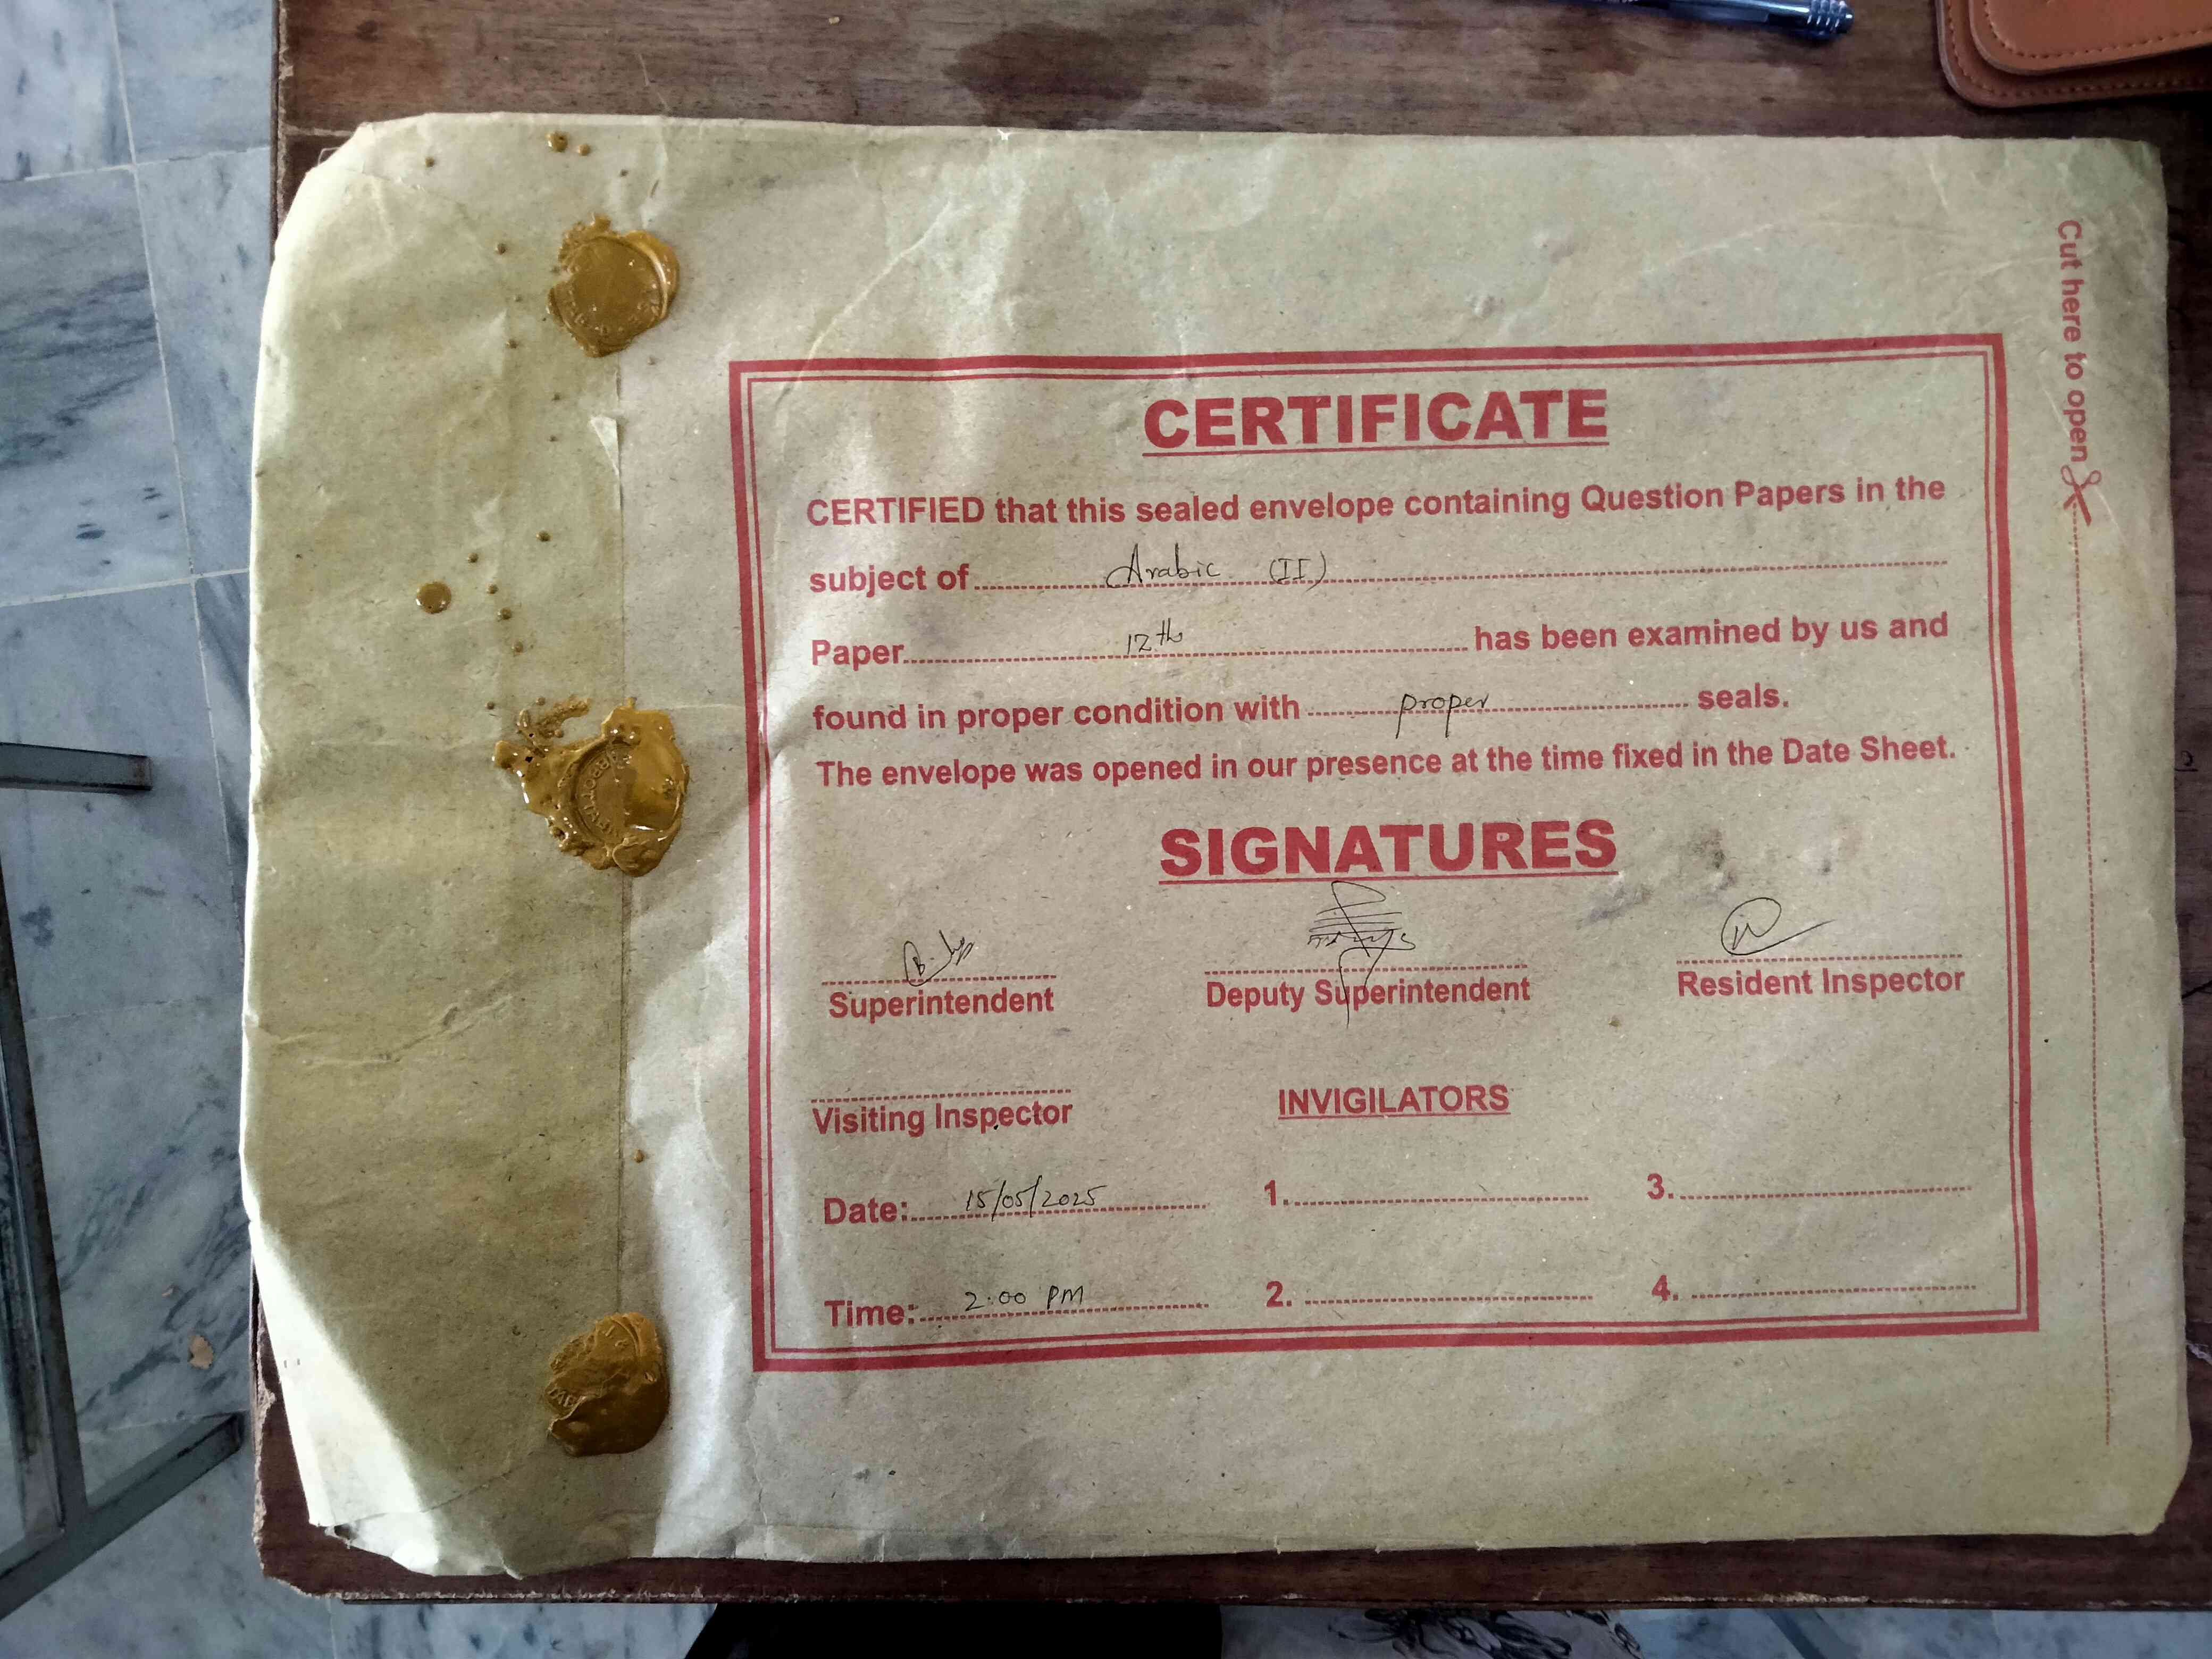 Cut here to open
CERTIFICATE
CERTIFIED that this sealed envelope containing Question Papers in the
subject of Arabic (II)
Paper 12th has been examined by us and
found in proper condition with proper seals.
The envelope was opened in our presence at the time fixed in the Date Sheet.
SIGNATURES
Superintendent Deputy Superintendent Resident Inspector
Visiting Inspector INVIGILATORS
Date: 15/05/2025 1. 3.
Time: 2:00 PM 2. 4.